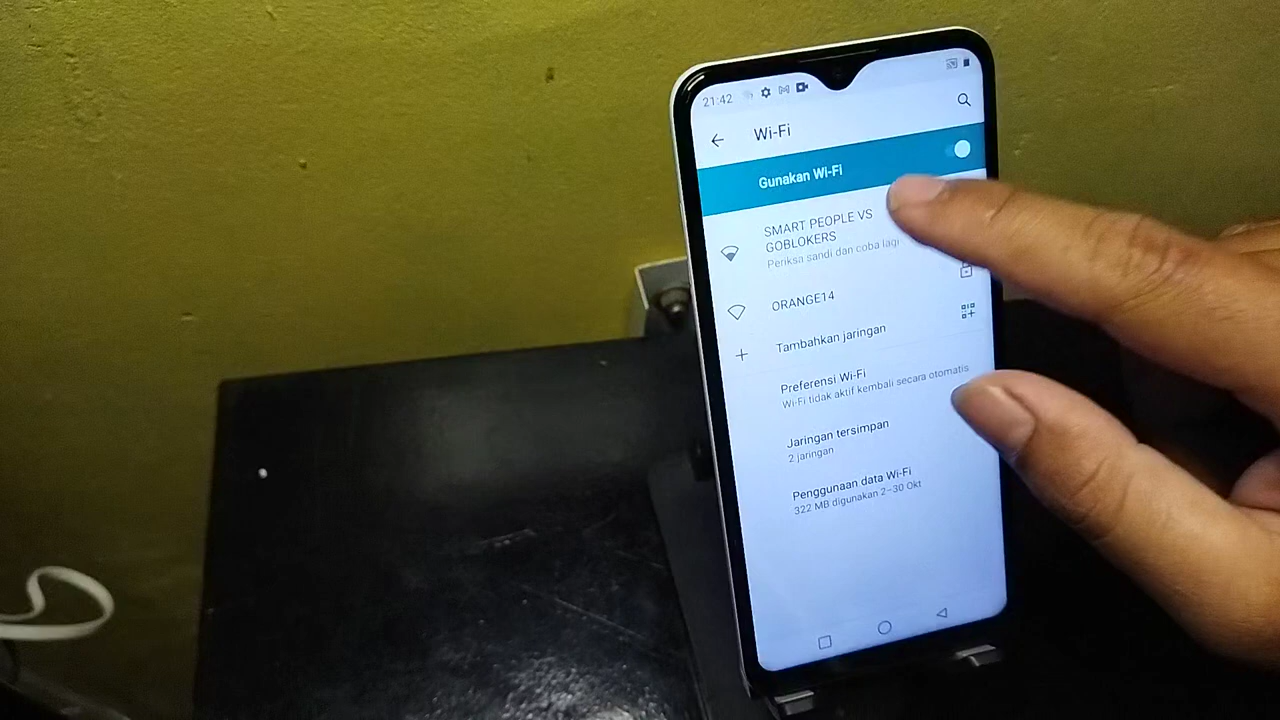 21:42
Wi-Fi
Gunakan Wi-Fi
SMART PEOPLE VS
GOBLOKERS
Periksa sandi dan coba lagi
ORANGE14
Tambahkan jaringan
Preferensi Wi-Fi
Wi-Fi tidak aktif kembali secara otomatis
Jaringan tersimpan
2 jaringan
Penggunaan data Wi-Fi
322 MB digunakan 2–30 Okt